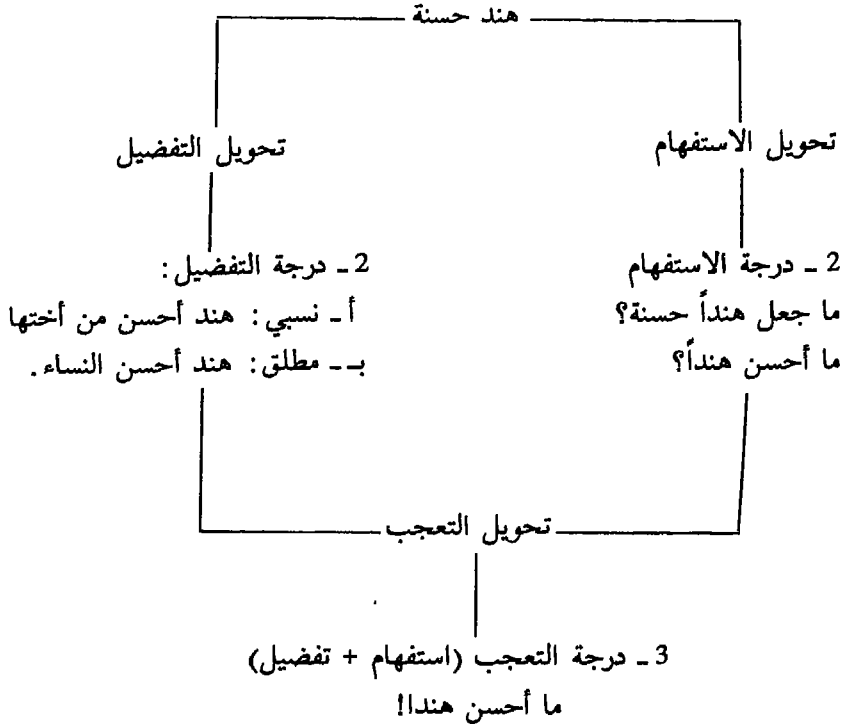 هند حسنة
تحويل الاستفهام
تحويل التفضيل
2 ـ درجة الاستفهام
ما جعل هنداً حسنة؟
ما أحسن هنداً؟
2 ـ درجة التفضيل:
أ ـ نسبي: هند أحسن من أختها
بـ ـ مطلق: هند أحسن النساء.
تحويل التعجب
3 ـ درجة التعجب (استفهام + تفضيل)
ما أحسن هندا!